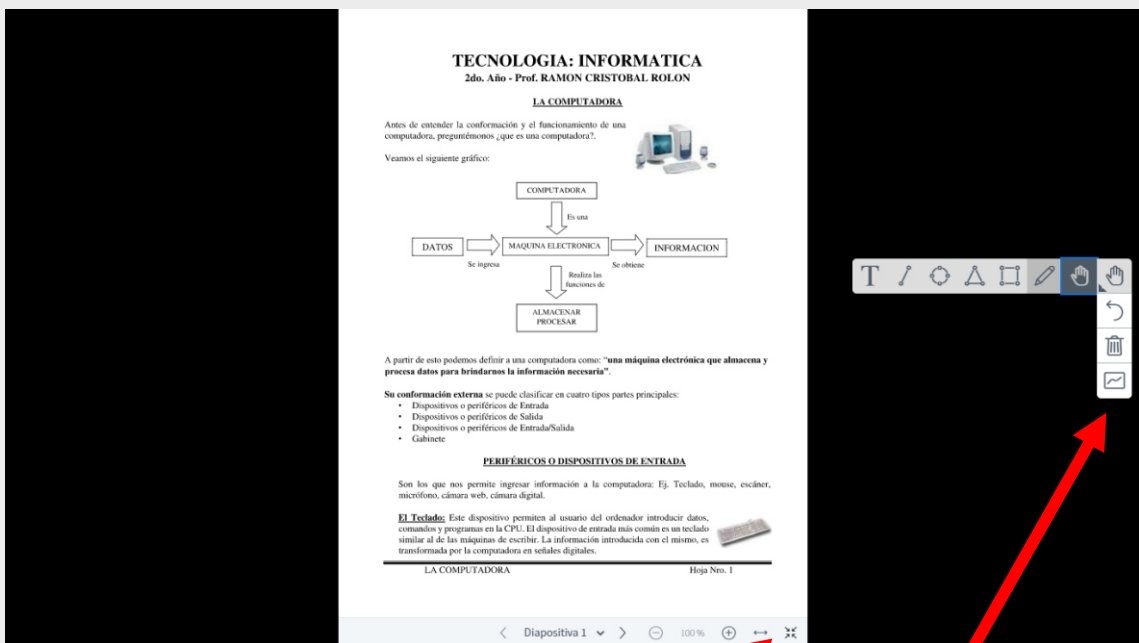 TECNOLOGIA: INFORMATICA
2do. Año - Prof. RAMON CRISTOBAL ROLON
LA COMPUTADORA
Antes de entender la conformación y el funcionamiento de una
computadora, preguntémonos ¿que es una computadora?.
Veamos el siguiente gráfico:
COMPUTADORA
Es una
DATOS
MAQUINA ELECTRONICA
INFORMACION
Se ingresa
Se obtiene
Realiza las
funciones de
ALMACENAR
PROCESAR
A partir de esto podemos definir a una computadora como: “una máquina electrónica que almacena y
procesa datos para brindarnos la información necesaria”.
Su conformación externa se puede clasificar en cuatro tipos partes principales:
• Dispositivos o periféricos de Entrada
• Dispositivos o periféricos de Salida
• Dispositivos o periféricos de Entrada/Salida
• Gabinete
PERIFÉRICOS O DISPOSITIVOS DE ENTRADA
Son los que nos permite ingresar información a la computadora: Ej. Teclado, mouse, escáner,
micrófono, cámara web, cámara digital.
El Teclado: Este dispositivo permiten al usuario del ordenador introducir datos,
comandos y programas en la CPU. El dispositivo de entrada más común es un teclado
similar al de las máquinas de escribir. La información introducida con el mismo, es
transformada por la computadora en señales digitales.
LA COMPUTADORA Hoja Nro. 1
T
Diapositiva 1 100 %